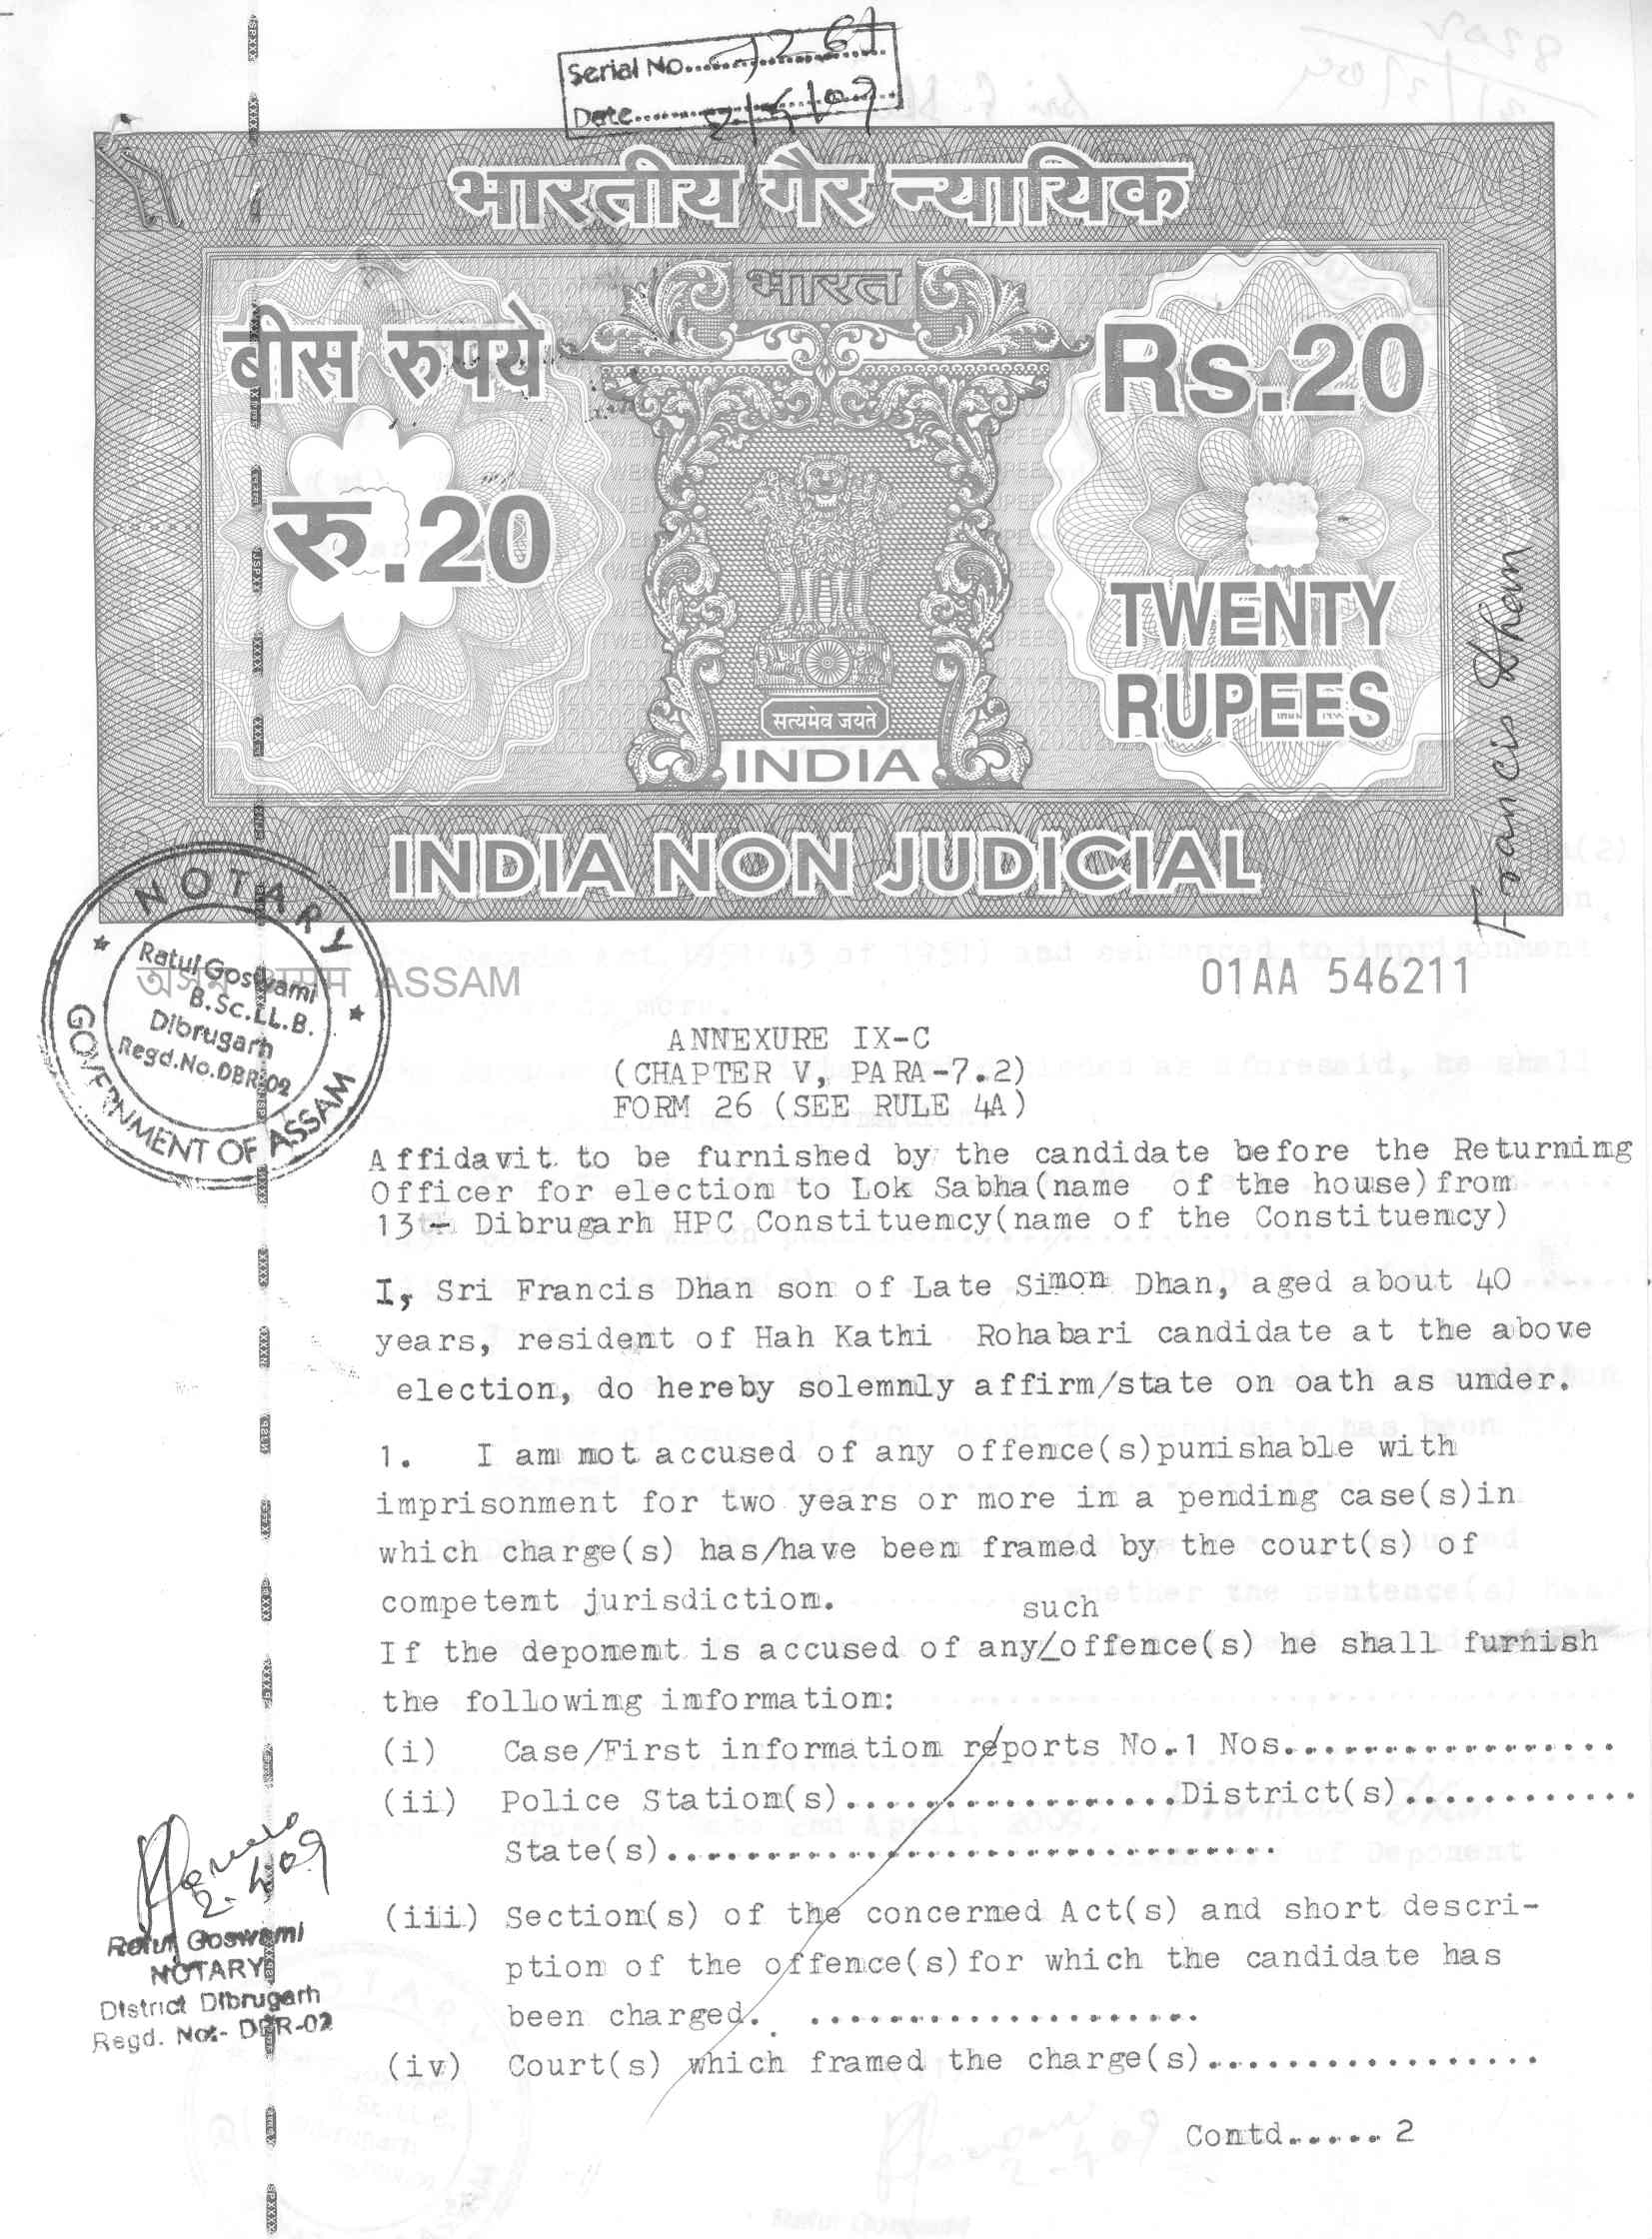 Serial No.
Date
भारतीय गैर न्यायिक
भारत
बीस रुपये
Rs.20
रु.20
TWENTY
RUPEES
सत्यमेव जयते
INDIA
INDIA NON JUDICIAL
Francis Dhan
NOTARY
Ratul Goswami
B.Sc.LL.B.
Dibrugarh
Regd.No.DBR-02
GOVERNMENT OF ASSAM
असम ASSAM
01AA 546211
ANNEXURE IX-C
(CHAPTER V, PARA-7.2)
FORM 26 (SEE RULE 4A)
Affidavit to be furnished by the candidate before the Returning
Officer for election to Lok Sabha(name of the house)from
13 - Dibrugarh HPC Constituency(name of the Constituency)
I, Sri Francis Dhan son of Late Simon Dhan, aged about 40
years, resident of Hah Kathi Rohabari candidate at the above
election, do hereby solemnly affirm/state on oath as under.
1. I am not accused of any offence(s)punishable with
imprisonment for two years or more in a pending case(s)in
which charge(s) has/have been framed by the court(s) of
competent jurisdiction.
such
If the deponent is accused of any/offence(s) he shall furnish
the following information:
(i) Case/First information reports No.1 Nos..................
(ii) Police Station(s)..................District(s).............
State(s).................................
(iii) Section(s) of the concerned Act(s) and short descri-
ption of the offence(s)for which the candidate has
been charged. .....................
(iv) Court(s) which framed the charge(s)..................
2.4.09
Ratul Goswami
NOTARY
District Dibrugarh
Regd. No:- DBR-02
Contd...... 2